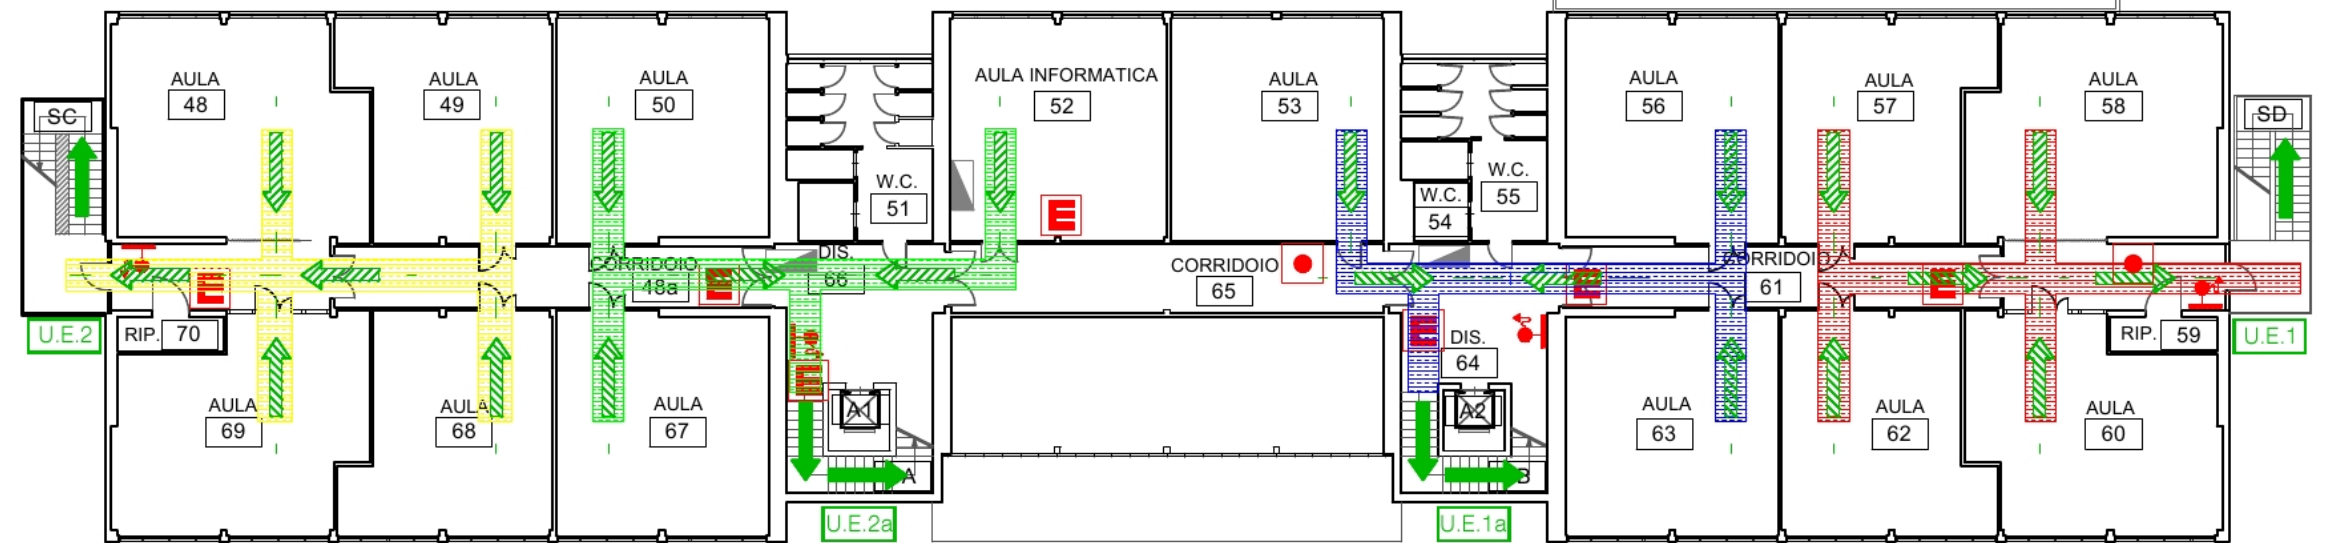 AULA
48
AULA
49
AULA
50
AULA INFORMATICA
52
AULA
53
AULA
56
AULA
57
AULA
58
SC
SD
W.C.
51
W.C.
54
W.C.
55
CORRIDOIO
48a
DIS.
66
CORRIDOIO
65
CORRIDOIO
61
E
U.E.2
RIP. 70
DIS.
64
RIP. 59
U.E.1
AULA
69
AULA
68
AULA
67
A1
A2
AULA
63
AULA
62
AULA
60
A
B
U.E.2a
U.E.1a